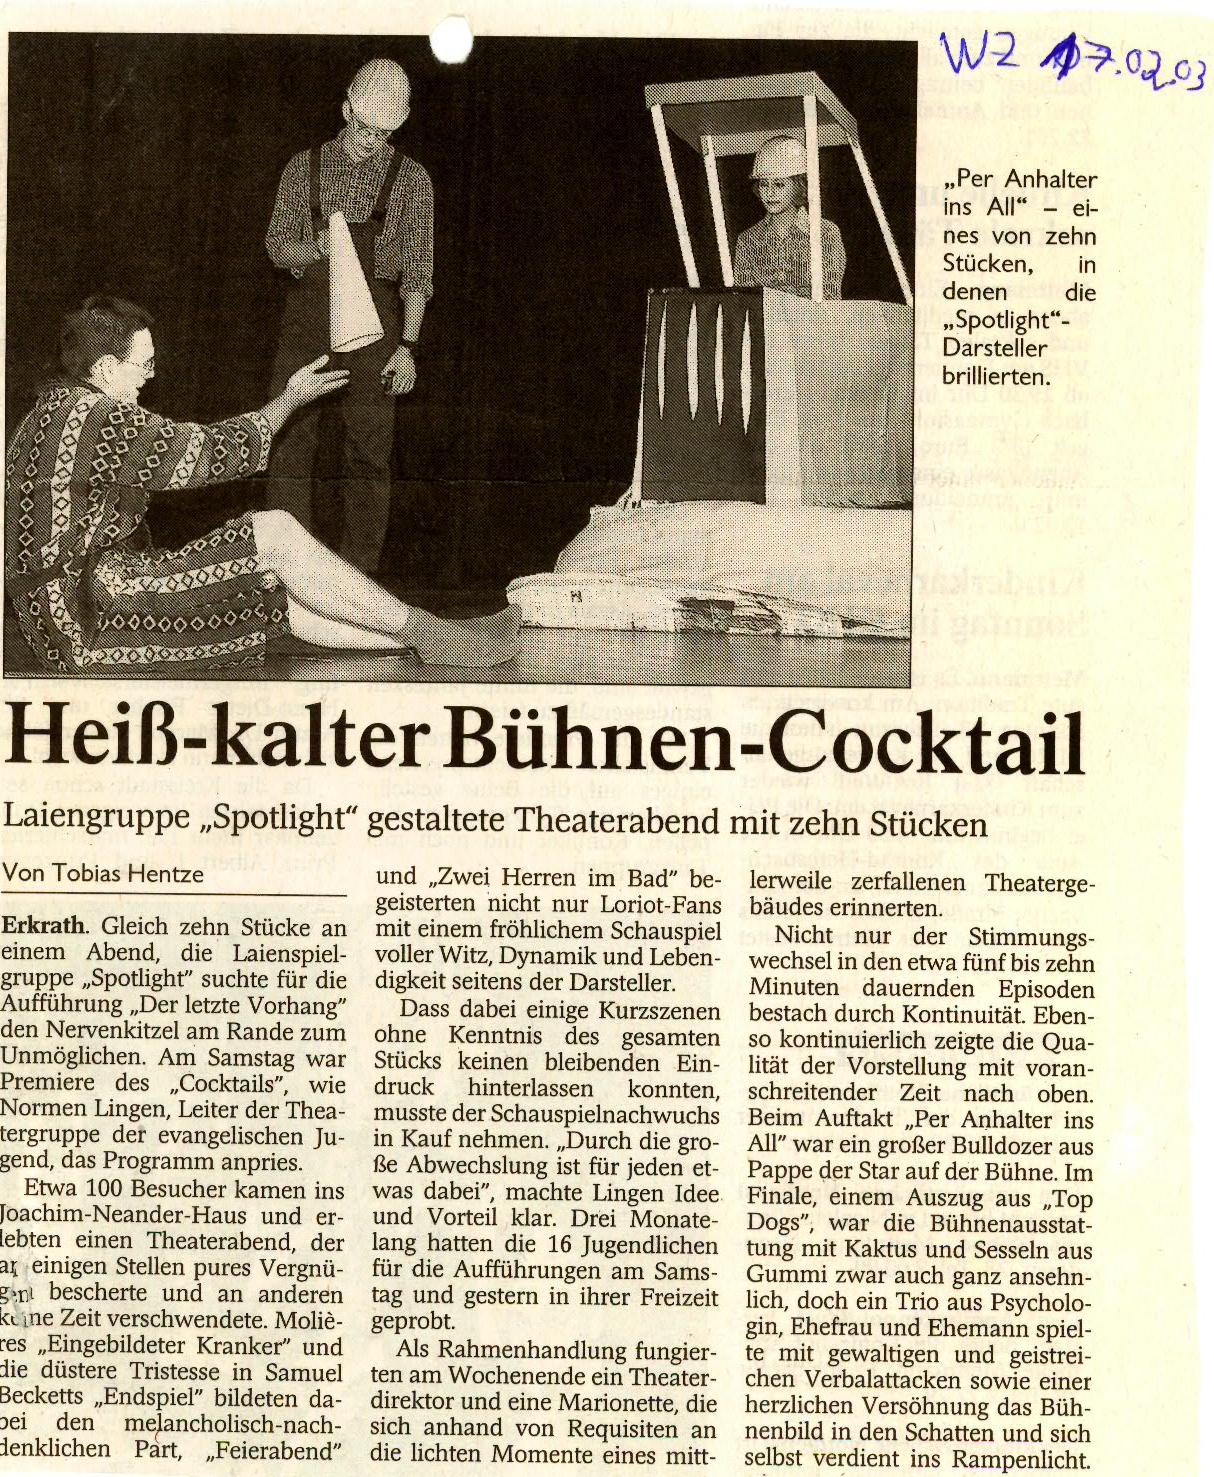 WZ 17.02.03
„Per Anhalter
ins All“ – ei-
nes von zehn
Stücken, in
denen die
„Spotlight“-
Darsteller
brillierten.
Heiß-kalter Bühnen-Cocktail
Laiengruppe „Spotlight“ gestaltete Theaterabend mit zehn Stücken
Von Tobias Hentze
Erkrath. Gleich zehn Stücke an
einem Abend, die Laienspiel-
gruppe „Spotlight” suchte für die
Aufführung „Der letzte Vorhang”
den Nervenkitzel am Rande zum
Unmöglichen. Am Samstag war
Premiere des „Cocktails”, wie
Normen Lingen, Leiter der Thea-
tergruppe der evangelischen Ju-
gend, das Programm anpries.
Etwa 100 Besucher kamen ins
Joachim-Neander-Haus und er-
lebten einen Theaterabend, der
an einigen Stellen pures Vergnü-
gen bescherte und an anderen
keine Zeit verschwendete. Moliè-
res „Eingebildeter Kranker” und
die düstere Tristesse in Samuel
Becketts „Endspiel” bildeten da-
bei den melancholisch-nach-
denklichen Part, „Feierabend”
und „Zwei Herren im Bad” be-
geisterten nicht nur Loriot-Fans
mit einem fröhlichem Schauspiel
voller Witz, Dynamik und Leben-
digkeit seitens der Darsteller.
Dass dabei einige Kurzszenen
ohne Kenntnis des gesamten
Stücks keinen bleibenden Ein-
druck hinterlassen konnten,
musste der Schauspielnachwuchs
in Kauf nehmen. „Durch die gro-
ße Abwechslung ist für jeden et-
was dabei”, machte Lingen Idee
und Vorteil klar. Drei Monate-
lang hatten die 16 Jugendlichen
für die Aufführungen am Sams-
tag und gestern in ihrer Freizeit
geprobt.
Als Rahmenhandlung fungier-
ten am Wochenende ein Theater-
direktor und eine Marionette, die
sich anhand von Requisiten an
die lichten Momente eines mitt-
lerweile zerfallenen Theaterge-
bäudes erinnerten.
Nicht nur der Stimmungs-
wechsel in den etwa fünf bis zehn
Minuten dauernden Episoden
bestach durch Kontinuität. Eben-
so kontinuierlich zeigte die Qua-
lität der Vorstellung mit voran-
schreitender Zeit nach oben.
Beim Auftakt „Per Anhalter ins
All” war ein großer Bulldozer aus
Pappe der Star auf der Bühne. Im
Finale, einem Auszug aus „Top
Dogs”, war die Bühnenausstat-
tung mit Kaktus und Sesseln aus
Gummi zwar auch ganz ansehn-
lich, doch ein Trio aus Psycholo-
gin, Ehefrau und Ehemann spiel-
te mit gewaltigen und geistrei-
chen Verbalattacken sowie einer
herzlichen Versöhnung das Büh-
nenbild in den Schatten und sich
selbst verdient ins Rampenlicht.